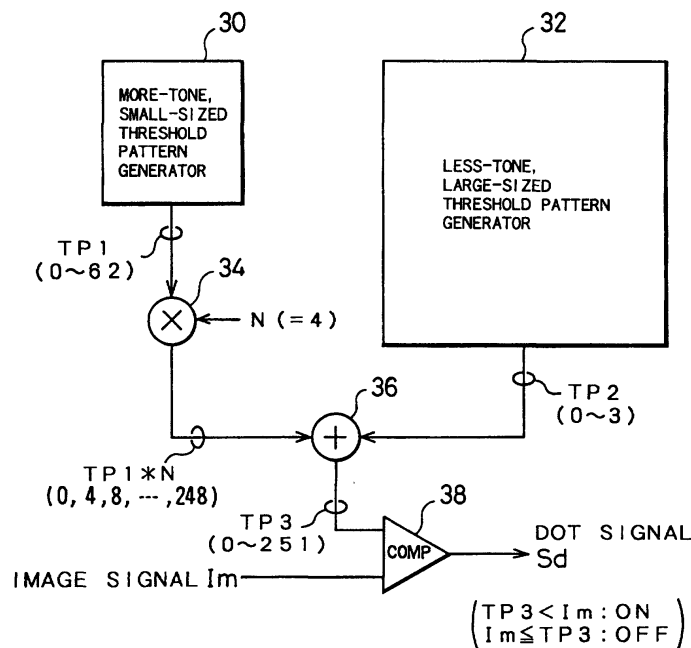 30
32
MORE-TONE,
SMALL-SIZED
THRESHOLD
PATTERN
GENERATOR
LESS-TONE,
LARGE-SIZED
THRESHOLD PATTERN
GENERATOR
TP1
(0~62)
34
×
N (=4)
TP2
(0~3)
36
+
TP1*N
(0, 4, 8, ---, 248)
TP3
(0~251)
38
COMP
DOT SIGNAL
Sd
IMAGE SIGNAL Im
(TP3<Im:ON
Im≦TP3:OFF)